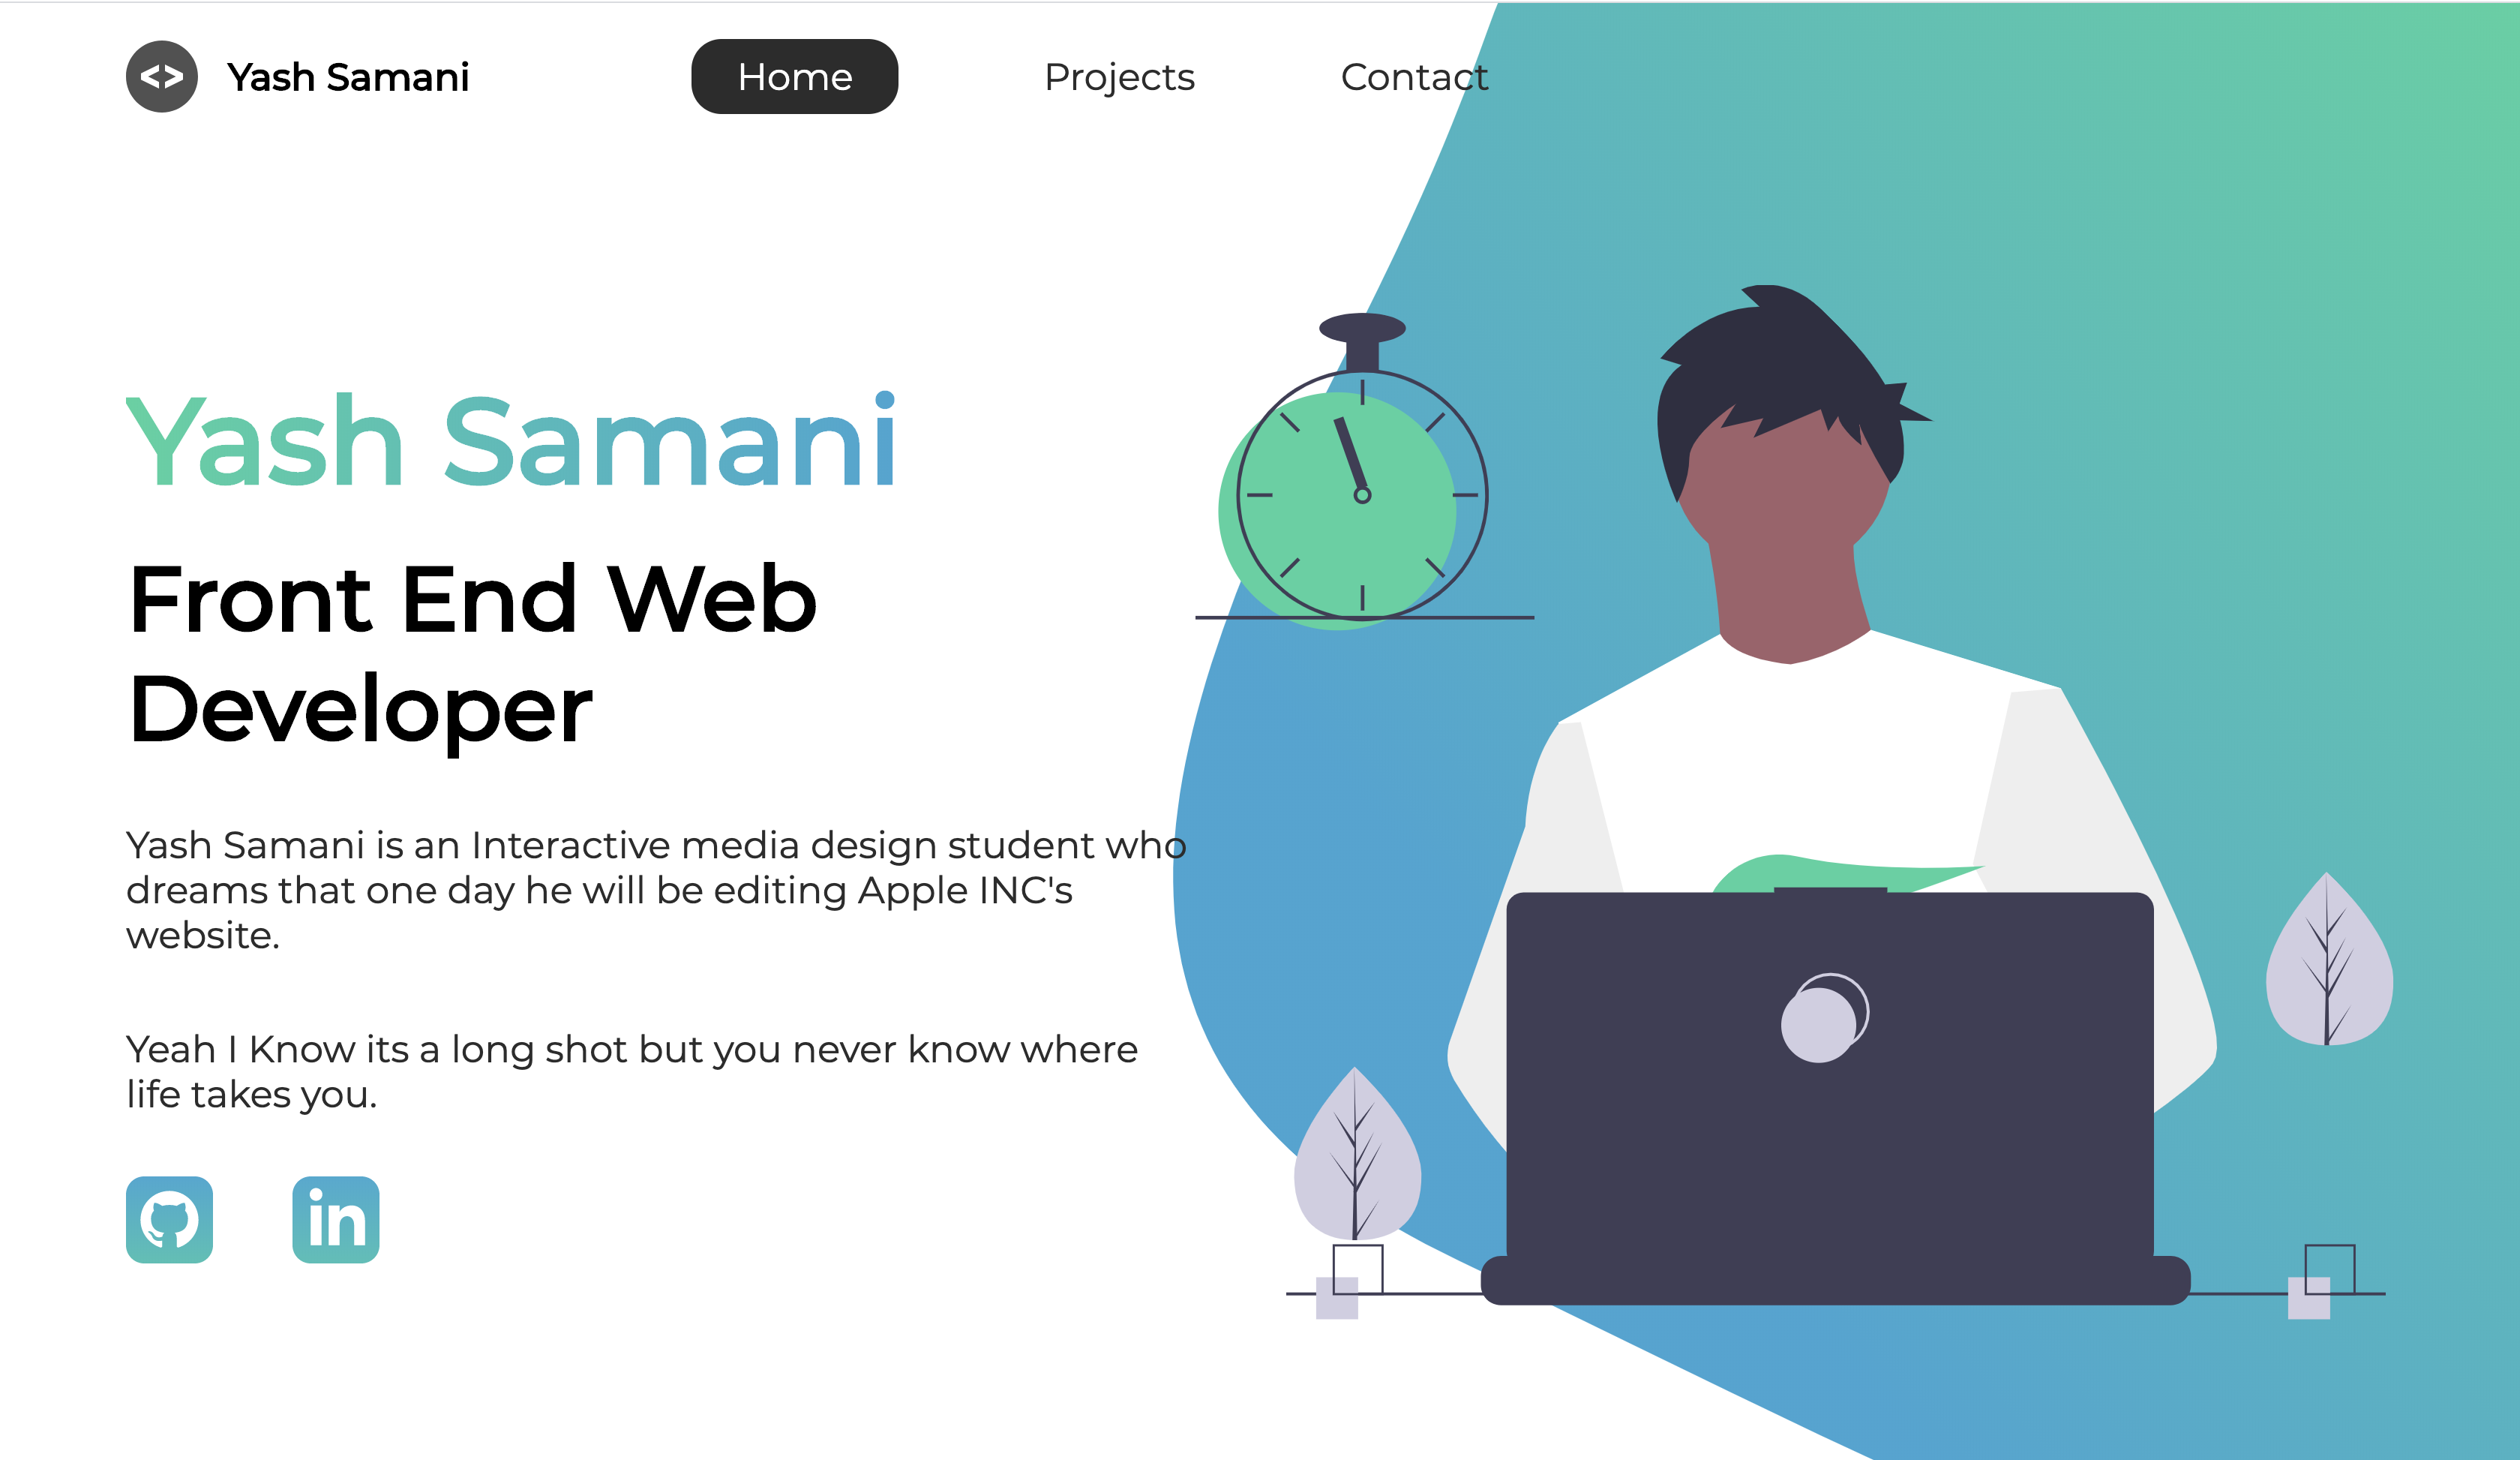 <> Yash Samani
Home
Projects
Contact
Yash Samani
Front End Web
Developer
Yash Samani is an Interactive media design student who
dreams that one day he will be editing Apple INC's
website.
Yeah I Know its a long shot but you never know where
life takes you.
in